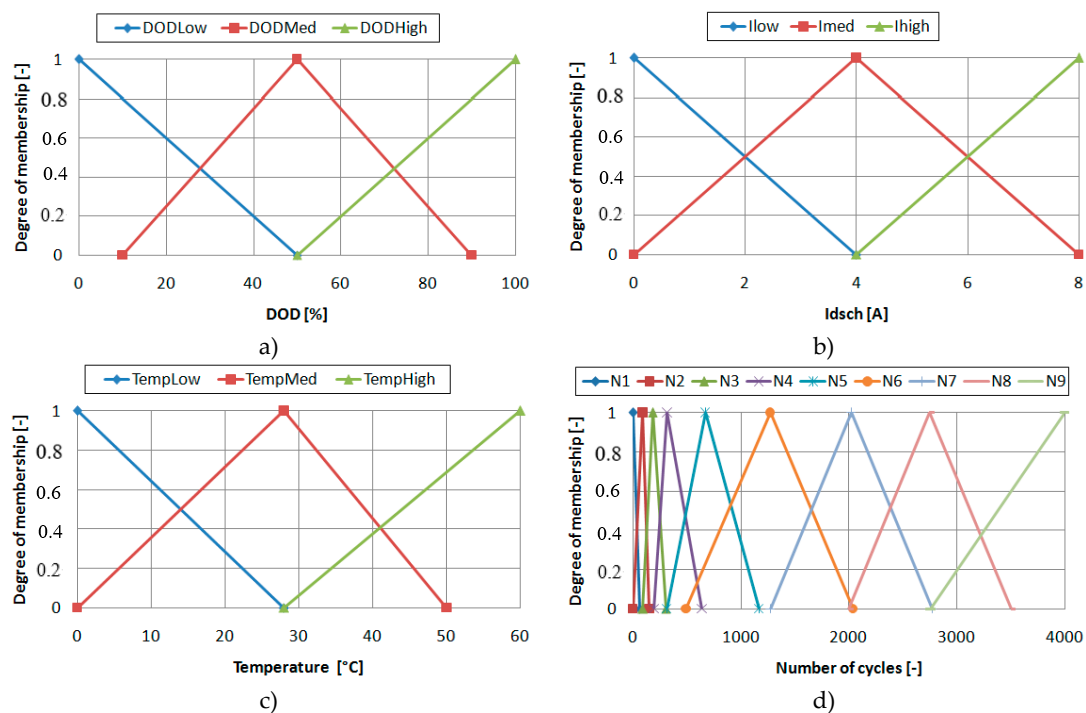 DODLow DODMed DODHigh
Degree of membership [-]
1
0.8
0.6
0.4
0.2
0
0 20 40 60 80 100
DOD [%]
a)
Ilow Imed Ihigh
Degree of membership [-]
1
0.8
0.6
0.4
0.2
0
0 2 4 6 8
Idsch [A]
b)
TempLow TempMed TempHigh
Degree of membership [-]
1
0.8
0.6
0.4
0.2
0
0 10 20 30 40 50 60
Temperature [°C]
c)
N1 N2 N3 N4 N5 N6 N7 N8 N9
Degree of membership [-]
1
0.8
0.6
0.4
0.2
0
0 1000 2000 3000 4000
Number of cycles [-]
d)